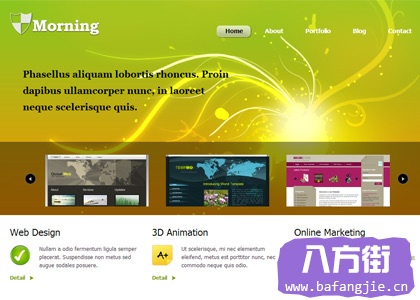 Morning
Home
About
Portfolio
Blog
Contact
Phasellus aliquam lobortis rhoncus. Proin
dapibus ullamcorper nunc, in laoreet
neque scelerisque quis.
Web Design
Nullam a odio fermentum ligula semper
placerat. Suspendisse non metus sed
augue sodales posuere.
Detail
3D Animation
A+
Ut scelerisque, mi nec elementum
eleifend, metus est porttitor nunc, nec
commodo neque quis odio.
Detail
Online Marketing
八方街
www.bafangjie.cn